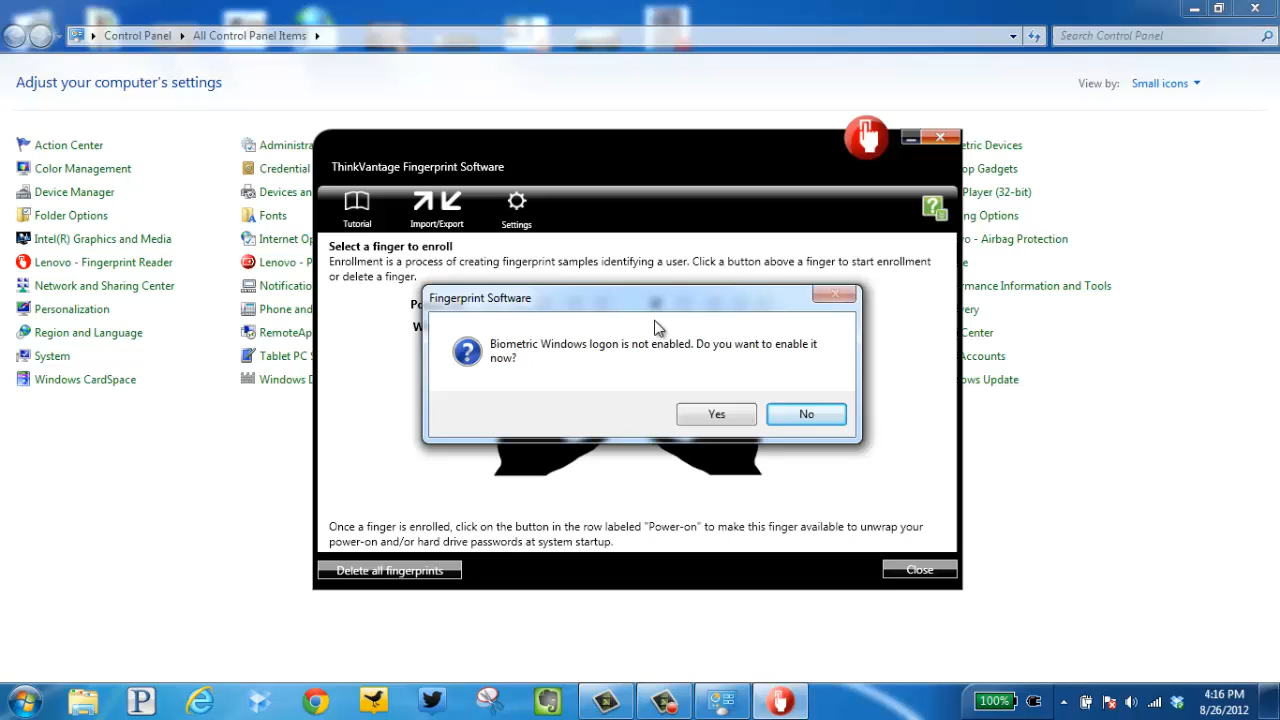 Control Panel All Control Panel Items Search Control Panel
Adjust your computer's settings View by: Small icons
Action Center
Color Management
Device Manager
Folder Options
Intel(R) Graphics and Media
Lenovo - Fingerprint Reader
Network and Sharing Center
Personalization
Region and Language
System
Windows CardSpace
Administra
Credential
Devices an
Fonts
Internet Op
Lenovo - P
Notificatio
Phone and
RemoteApp
Tablet PC S
Windows D
etric Devices
op Gadgets
Player (32-bit)
ng Options
vo - Airbag Protection
e
rmance Information and Tools
very
Center
Accounts
ows Update
ThinkVantage Fingerprint Software
Tutorial Import/Export Settings
Select a finger to enroll
Enrollment is a process of creating fingerprint samples identifying a user. Click a button above a finger to start enrollment
or delete a finger.
Po
W
Fingerprint Software
Biometric Windows logon is not enabled. Do you want to enable it
now?
Yes No
Once a finger is enrolled, click on the button in the row labeled "Power-on" to make this finger available to unwrap your
power-on and/or hard drive passwords at system startup.
Delete all fingerprints Close
100% 4:16 PM
8/26/2012